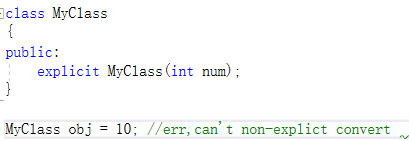 class MyClass
{
public:
explicit MyClass(int num);
}
MyClass obj = 10; //err,can't non-explict convert